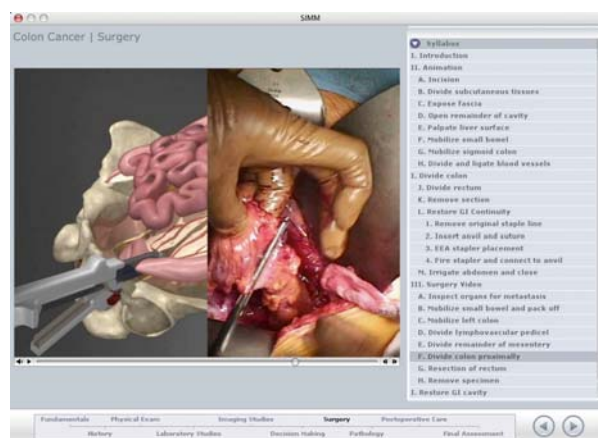 SIMM
Colon Cancer | Surgery
Syllabus
I. Introduction
II. Animation
A. Incision
B. Divide subcutaneous tissues
C. Expose fascia
D. Open remainder of cavity
E. Palpate liver surface
F. Mobilize small bowel
G. Mobilize sigmoid colon
H. Divide and ligate blood vessels
I. Divide colon
J. Divide rectum
K. Remove section
L. Restore GI Continuity
1. Remove original staple line
2. Insert anvil and suture
3. EEA stapler placement
4. Fire stapler and connect to anvil
M. Irrigate abdomen and close
III. Surgery Video
A. Inspect organs for metastasis
B. Mobilize small bowel and pack off
C. Mobilize left colon
D. Divide lymphovascular pedicel
E. Divide remainder of mesentery
F. Divide colon proximally
G. Resection of rectum
H. Remove specimen
I. Restore GI cavity
Fundamentals Physical Exam Imaging Studies Surgery Postoperative Care
History Laboratory Studies Decision Making Pathology Final Assessment